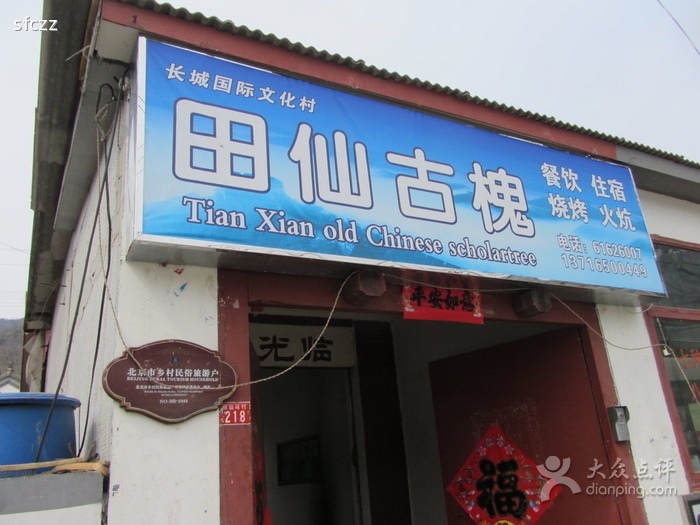 sfczz
长城国际文化村
田仙古槐
Tian Xian old Chinese scholartree
餐饮 住宿
烧烤 火炕
电话：61626007
13716500449
平安如意
光临
北京市乡村民俗旅游户
BEIJING RURAL TOURISM HOUSEHOLD
218
福
大众点评
dianping.com